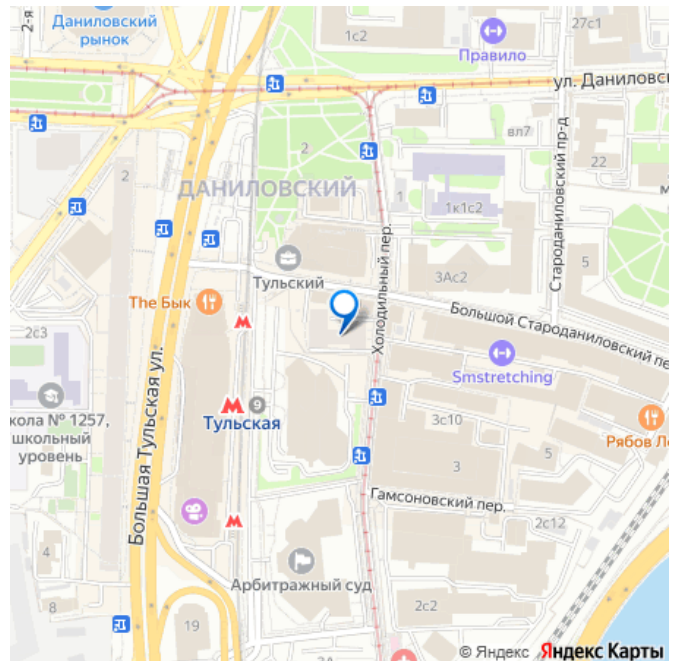 Даниловский
рынок
2-я
1с2
27с1
Правило
ул. Даниловс
вл7
2
22
2
ДАНИЛОВСКИЙ
1
1к1с2
Староданиловский пр-д
Холодильный пер.
5
Тульский
3Ас2
The Бык
Большой Староданиловский пе
2с3
Smstretching
Большая Тульская ул.
9
Тульская
кола № 1257,
школьный
уровень
3с10
5
Рябов Ло
3
Гамсоновский пер.
2с12
4
Арбитражный суд
8
19
2с2
© Яндекс Яндекс Карты